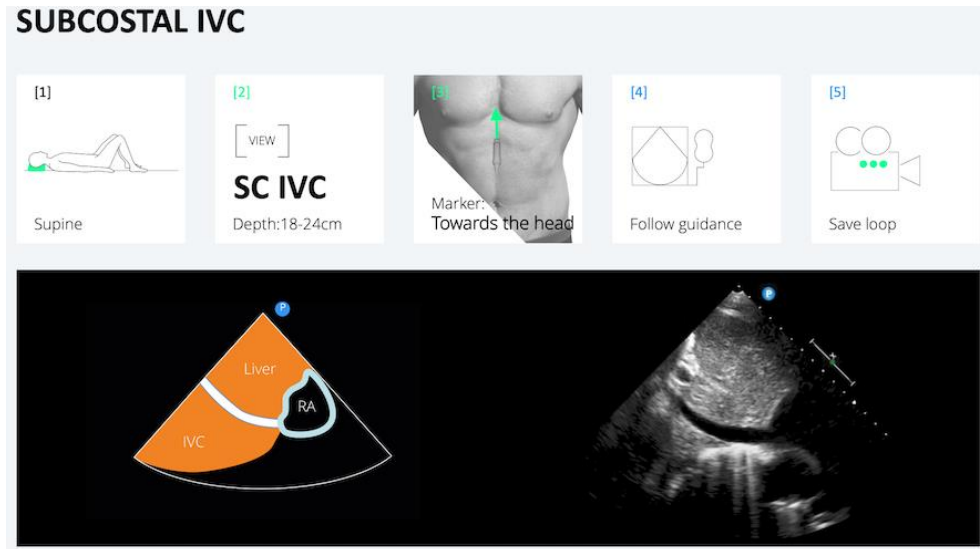 SUBCOSTAL IVC
[1]
Supine
[2]
VIEW
SC IVC
Depth:18-24cm
[3]
Marker:
Towards the head
[4]
Follow guidance
[5]
Save loop
P
Liver
RA
IVC
P